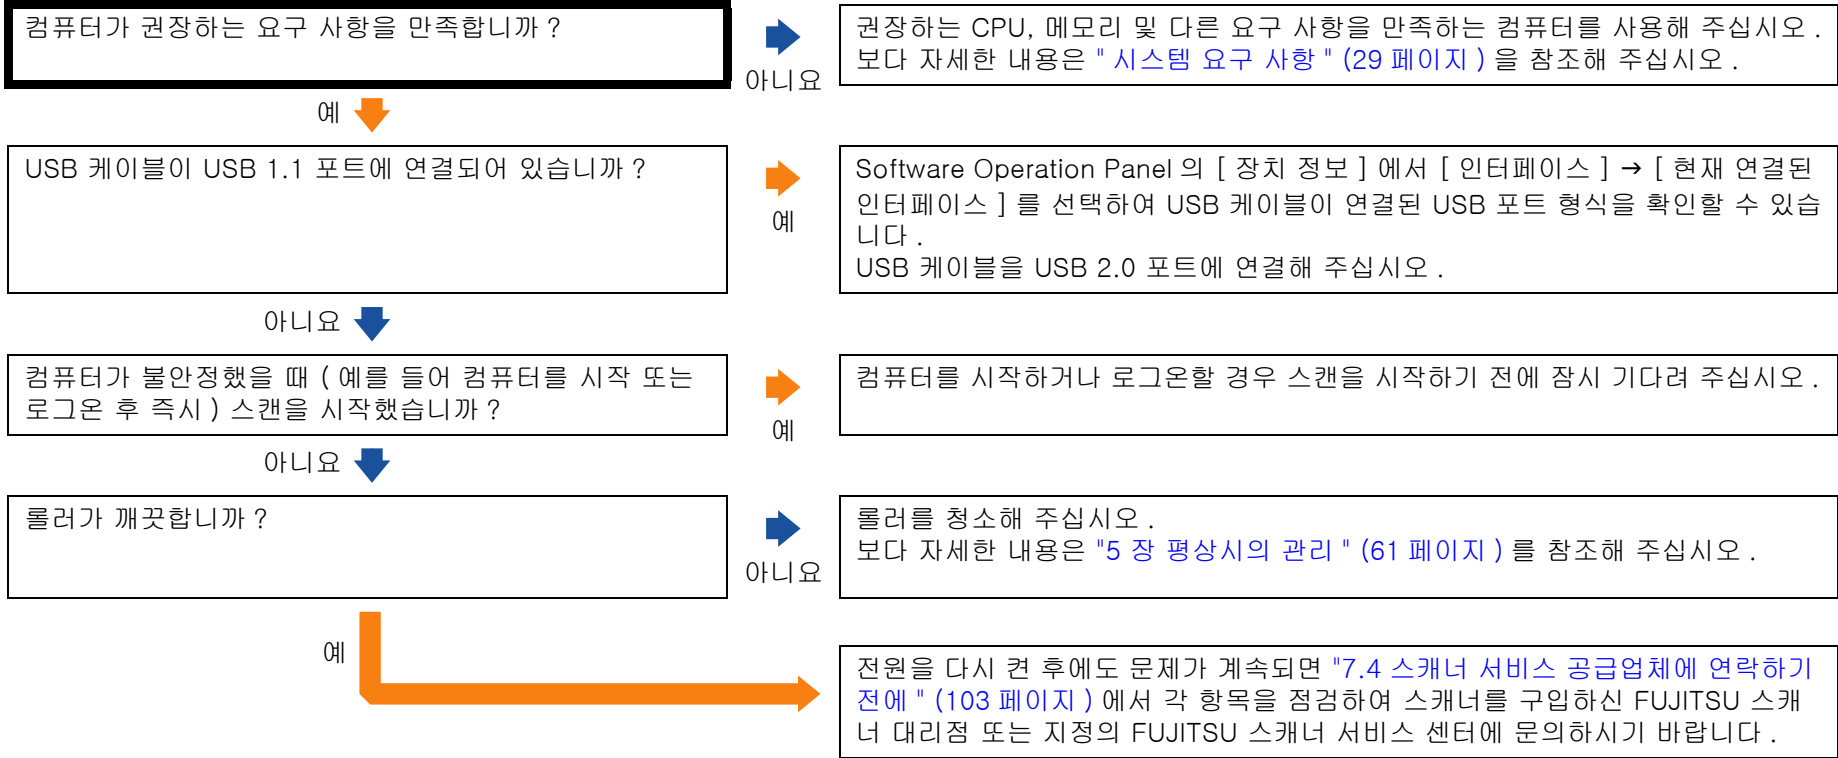 컴퓨터가 권장하는 요구 사항을 만족합니까 ?
아니요
권장하는 CPU, 메모리 및 다른 요구 사항을 만족하는 컴퓨터를 사용해 주십시오 .
보다 자세한 내용은 " 시스템 요구 사항 " (29 페이지 ) 을 참조해 주십시오 .
예
USB 케이블이 USB 1.1 포트에 연결되어 있습니까 ?
예
Software Operation Panel 의 [ 장치 정보 ] 에서 [ 인터페이스 ] → [ 현재 연결된
인터페이스 ] 를 선택하여 USB 케이블이 연결된 USB 포트 형식을 확인할 수 있습
니다 .
USB 케이블을 USB 2.0 포트에 연결해 주십시오 .
아니요
컴퓨터가 불안정했을 때 ( 예를 들어 컴퓨터를 시작 또는
로그온 후 즉시 ) 스캔을 시작했습니까 ?
예
컴퓨터를 시작하거나 로그온할 경우 스캔을 시작하기 전에 잠시 기다려 주십시오 .
아니요
롤러가 깨끗합니까 ?
아니요
롤러를 청소해 주십시오 .
보다 자세한 내용은 "5 장 평상시의 관리 " (61 페이지 ) 를 참조해 주십시오 .
예
전원을 다시 켠 후에도 문제가 계속되면 "7.4 스캐너 서비스 공급업체에 연락하기
전에 " (103 페이지 ) 에서 각 항목을 점검하여 스캐너를 구입하신 FUJITSU 스캐
너 대리점 또는 지정의 FUJITSU 스캐너 서비스 센터에 문의하시기 바랍니다 .